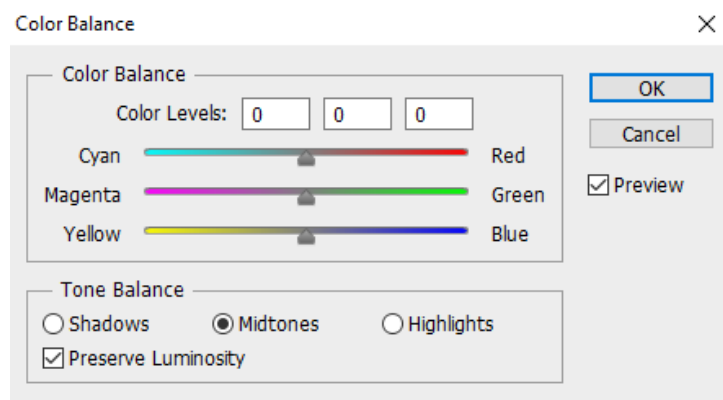 Color Balance
Color Balance
Color Levels: 0 0 0
Cyan Red
Magenta Green
Yellow Blue
Tone Balance
Shadows Midtones Highlights
Preserve Luminosity
OK
Cancel
Preview